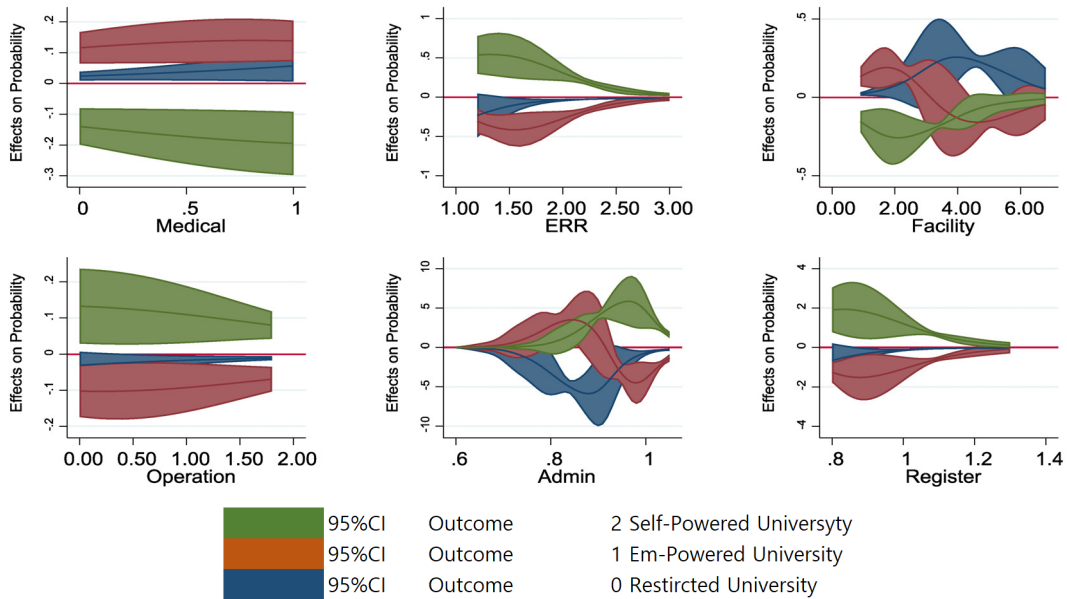 Effects on Probability
.2
.1
0
-.1
-.2
-.3
0 .5 1
Medical
Effects on Probability
1
.5
0
-.5
-1
1.00 1.50 2.00 2.50 3.00
ERR
Effects on Probability
.5
0
-.5
0.00 2.00 4.00 6.00
Facility
Effects on Probability
.2
.1
0
-.1
-.2
0.00 0.50 1.00 1.50 2.00
Operation
Effects on Probability
10
5
0
-5
-10
.6 .8 1
Admin
Effects on Probability
4
2
0
-2
-4
.8 1 1.2 1.4
Register
95%CI Outcome 2 Self-Powered Universyty
95%CI Outcome 1 Em-Powered University
95%CI Outcome 0 Restircted University